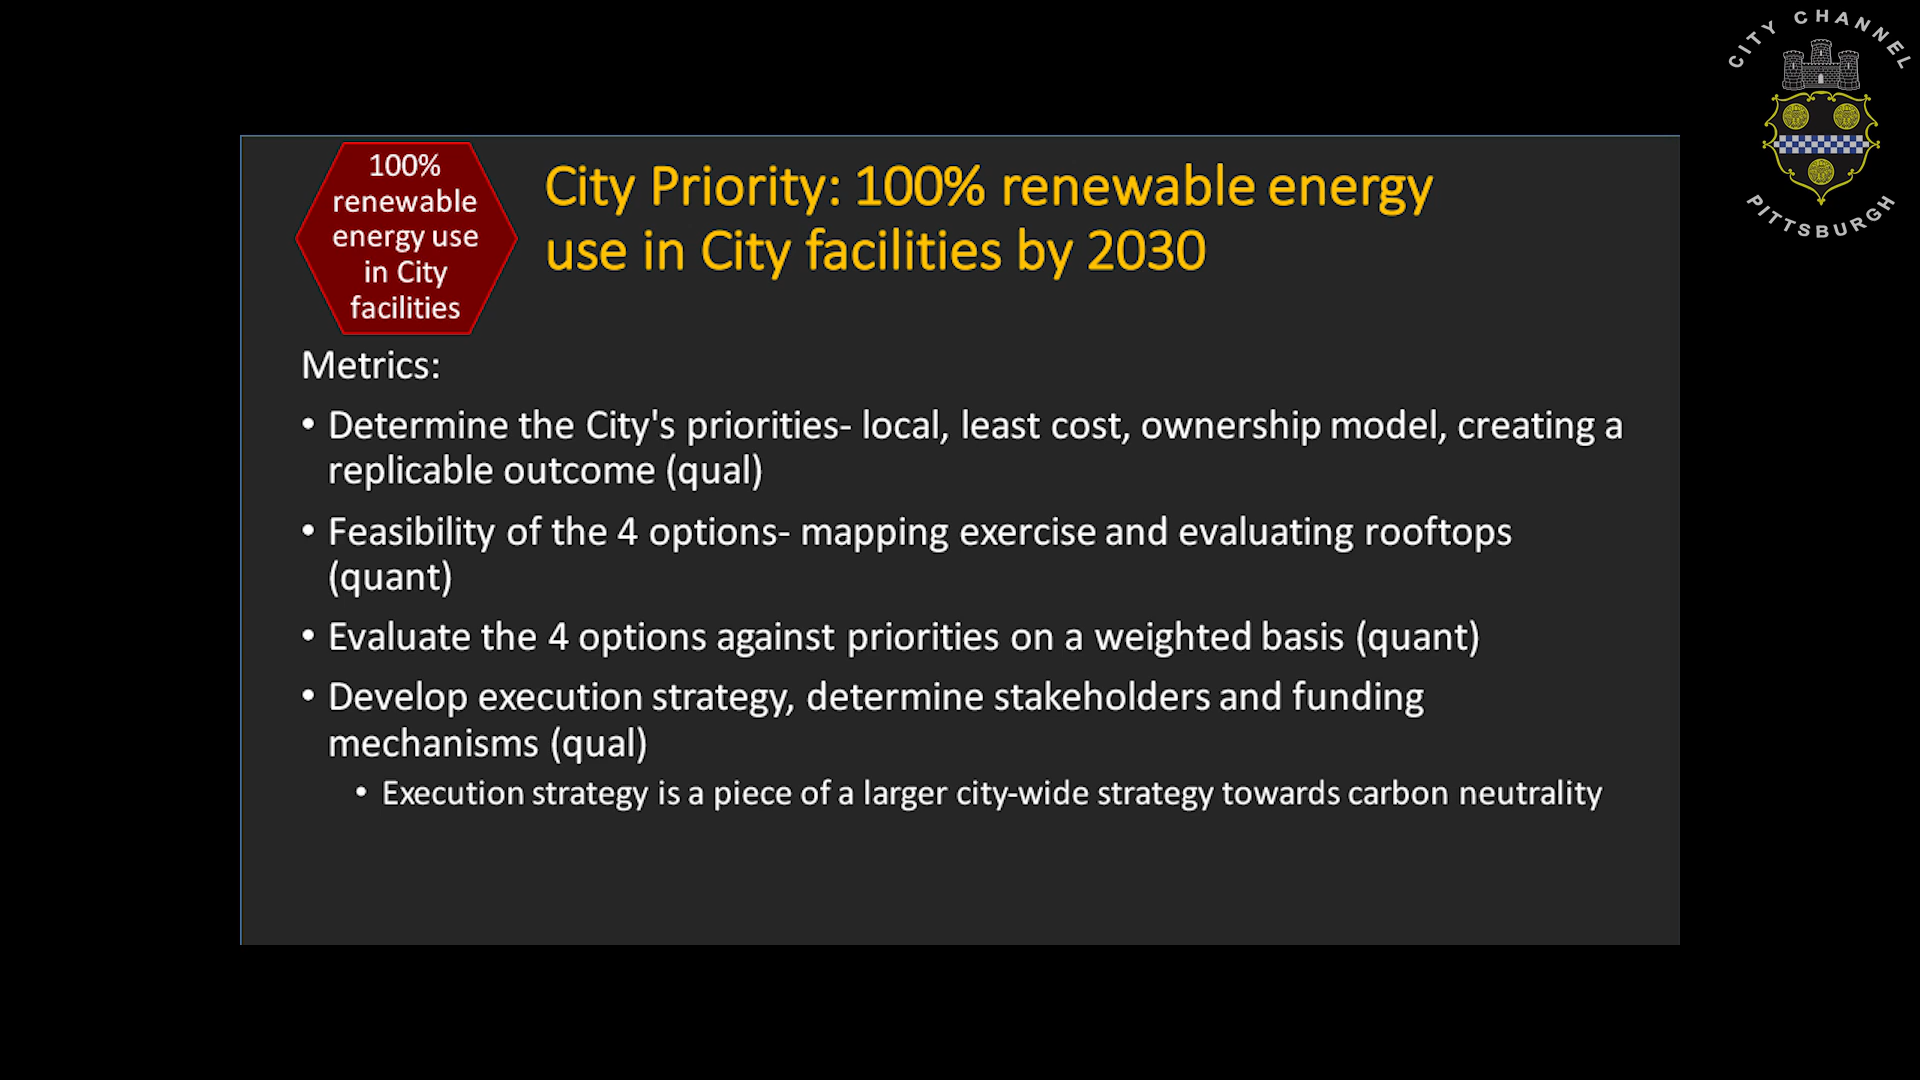 CITY CHANNEL
PITTSBURGH
100%
renewable
energy use
in City
facilities
City Priority: 100% renewable energy
use in City facilities by 2030
Metrics:
• Determine the City's priorities- local, least cost, ownership model, creating a
replicable outcome (qual)
• Feasibility of the 4 options- mapping exercise and evaluating rooftops
(quant)
• Evaluate the 4 options against priorities on a weighted basis (quant)
• Develop execution strategy, determine stakeholders and funding
mechanisms (qual)
• Execution strategy is a piece of a larger city-wide strategy towards carbon neutrality